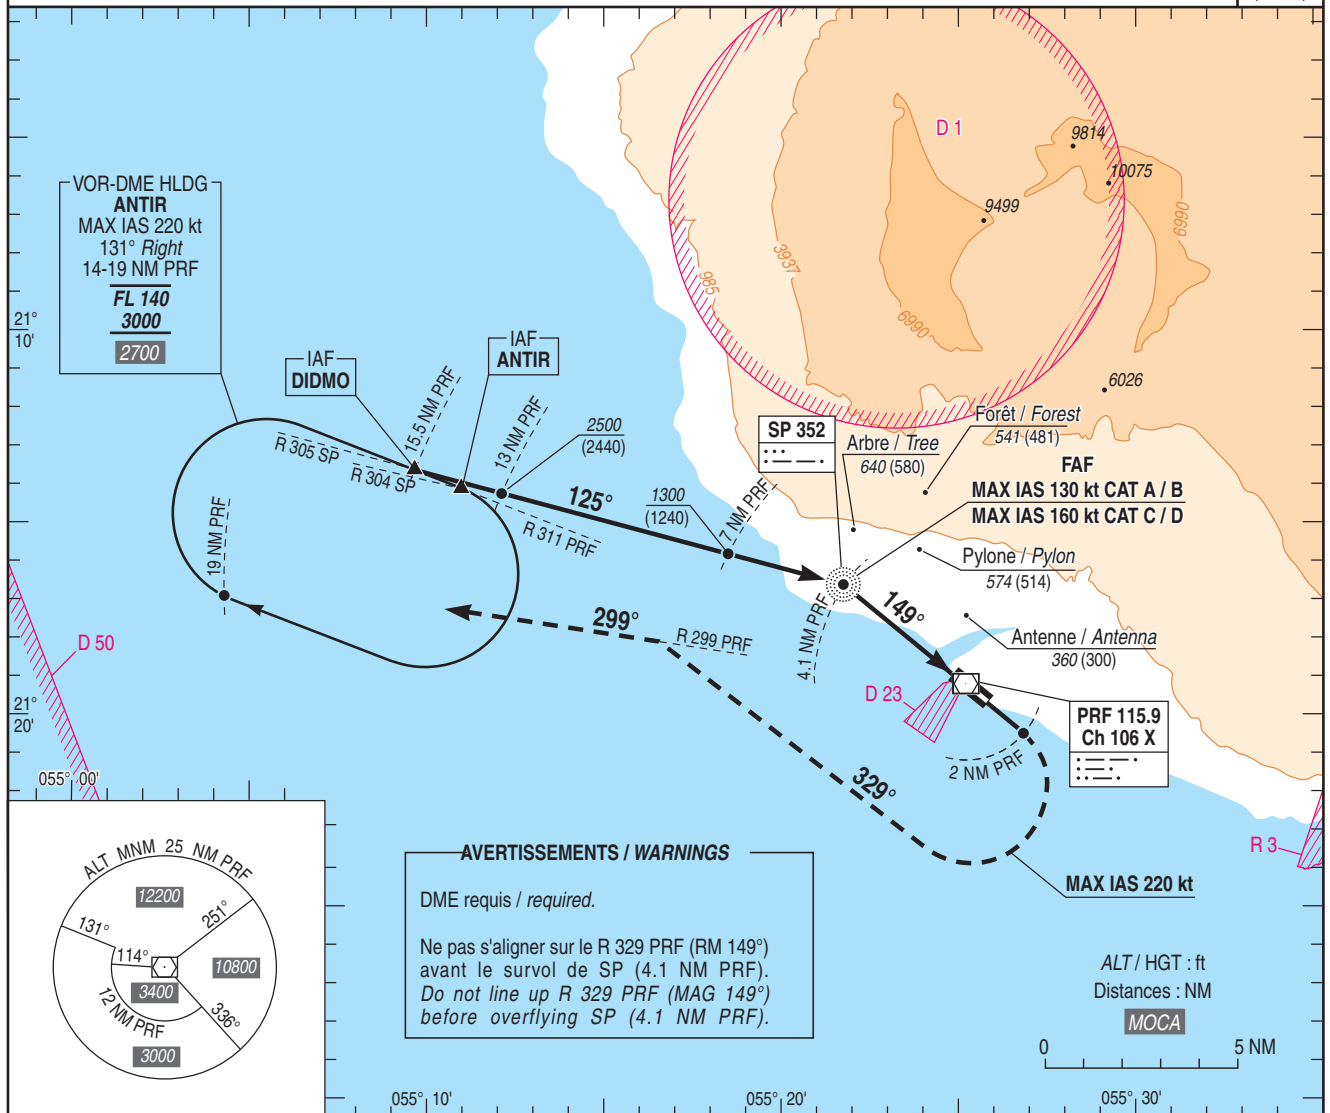 D 1
9814
10075
9499
6990
3937
985
6990
6026
VOR-DME HLDG
ANTIR
MAX IAS 220 kt
131° Right
14-19 NM PRF
FL 140
3000
2700
21°
10'
IAF
DIDMO
IAF
ANTIR
15.5 NM PRF
13 NM PRF
2500
(2440)
R 305 SP
R 304 SP
R 311 PRF
125°
1300
(1240)
7 NM PRF
SP 352
Arbre / Tree
640 (580)
Forêt / Forest
541 (481)
FAF
MAX IAS 130 kt CAT A / B
MAX IAS 160 kt CAT C / D
Pylone / Pylon
574 (514)
Antenne / Antenna
360 (300)
19 NM PRF
299°
R 299 PRF
4.1 NM PRF
149°
D 50
D 23
PRF 115.9
Ch 106 X
2 NM PRF
329°
21°
20'
055° 00'
R 3
MAX IAS 220 kt
ALT MNM 25 NM PRF
12200
251°
131°
114°
10800
3400
336°
12 NM PRF
3000
AVERTISSEMENTS / WARNINGS
DME requis / required.
Ne pas s'aligner sur le R 329 PRF (RM 149°)
avant le survol de SP (4.1 NM PRF).
Do not line up R 329 PRF (MAG 149°)
before overflying SP (4.1 NM PRF).
ALT / HGT : ft
Distances : NM
MOCA
0 5 NM
055° 10'
055° 20'
055° 30'